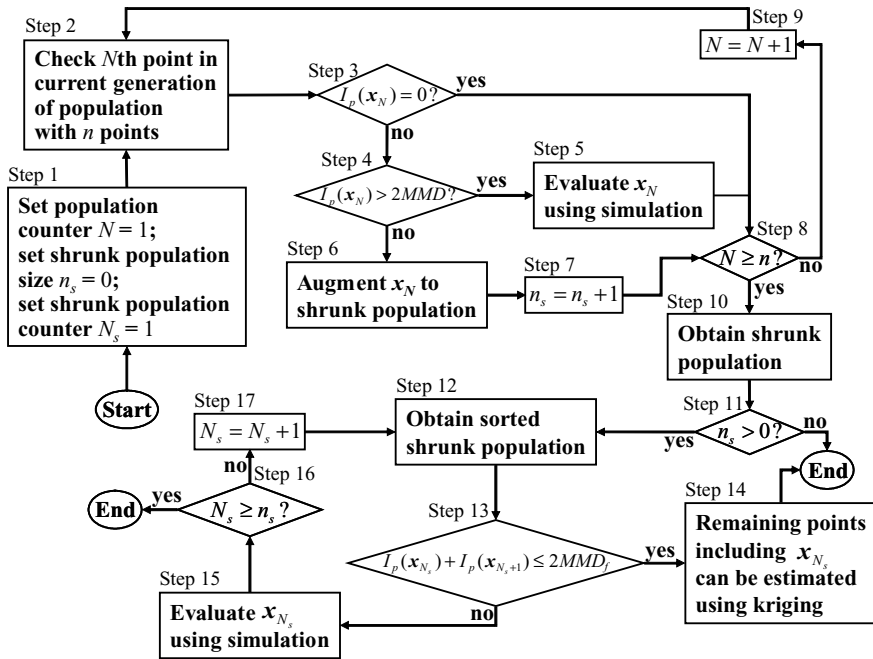 Step 1
Set population
counter N = 1;
set shrunk population
size n_s = 0;
set shrunk population
counter N_s = 1
Start
Step 2
Check Nth point in
current generation
of population
with n points
Step 3
I_p(x_N) = 0?
yes
no
Step 4
I_p(x_N) > 2MMD?
yes
no
Step 5
Evaluate x_N
using simulation
Step 6
Augment x_N to
shrunk population
Step 7
n_s = n_s + 1
Step 8
N ≥ n?
no
yes
Step 9
N = N + 1
Step 10
Obtain shrunk
population
Step 11
n_s > 0?
no
yes
End
Step 12
Obtain sorted
shrunk population
Step 13
I_p(x_{N_s}) + I_p(x_{N_s+1}) ≤ 2MMD_f
yes
no
Step 14
Remaining points
including x_{N_s}
can be estimated
using kriging
Step 15
Evaluate x_{N_s}
using simulation
Step 16
N_s ≥ n_s?
yes
no
End
Step 17
N_s = N_s + 1